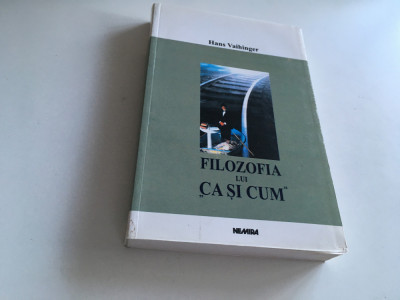 Hans Vaihinger
FILOZOFIA
LUI
„CA ȘI CUM”
NEMIRA